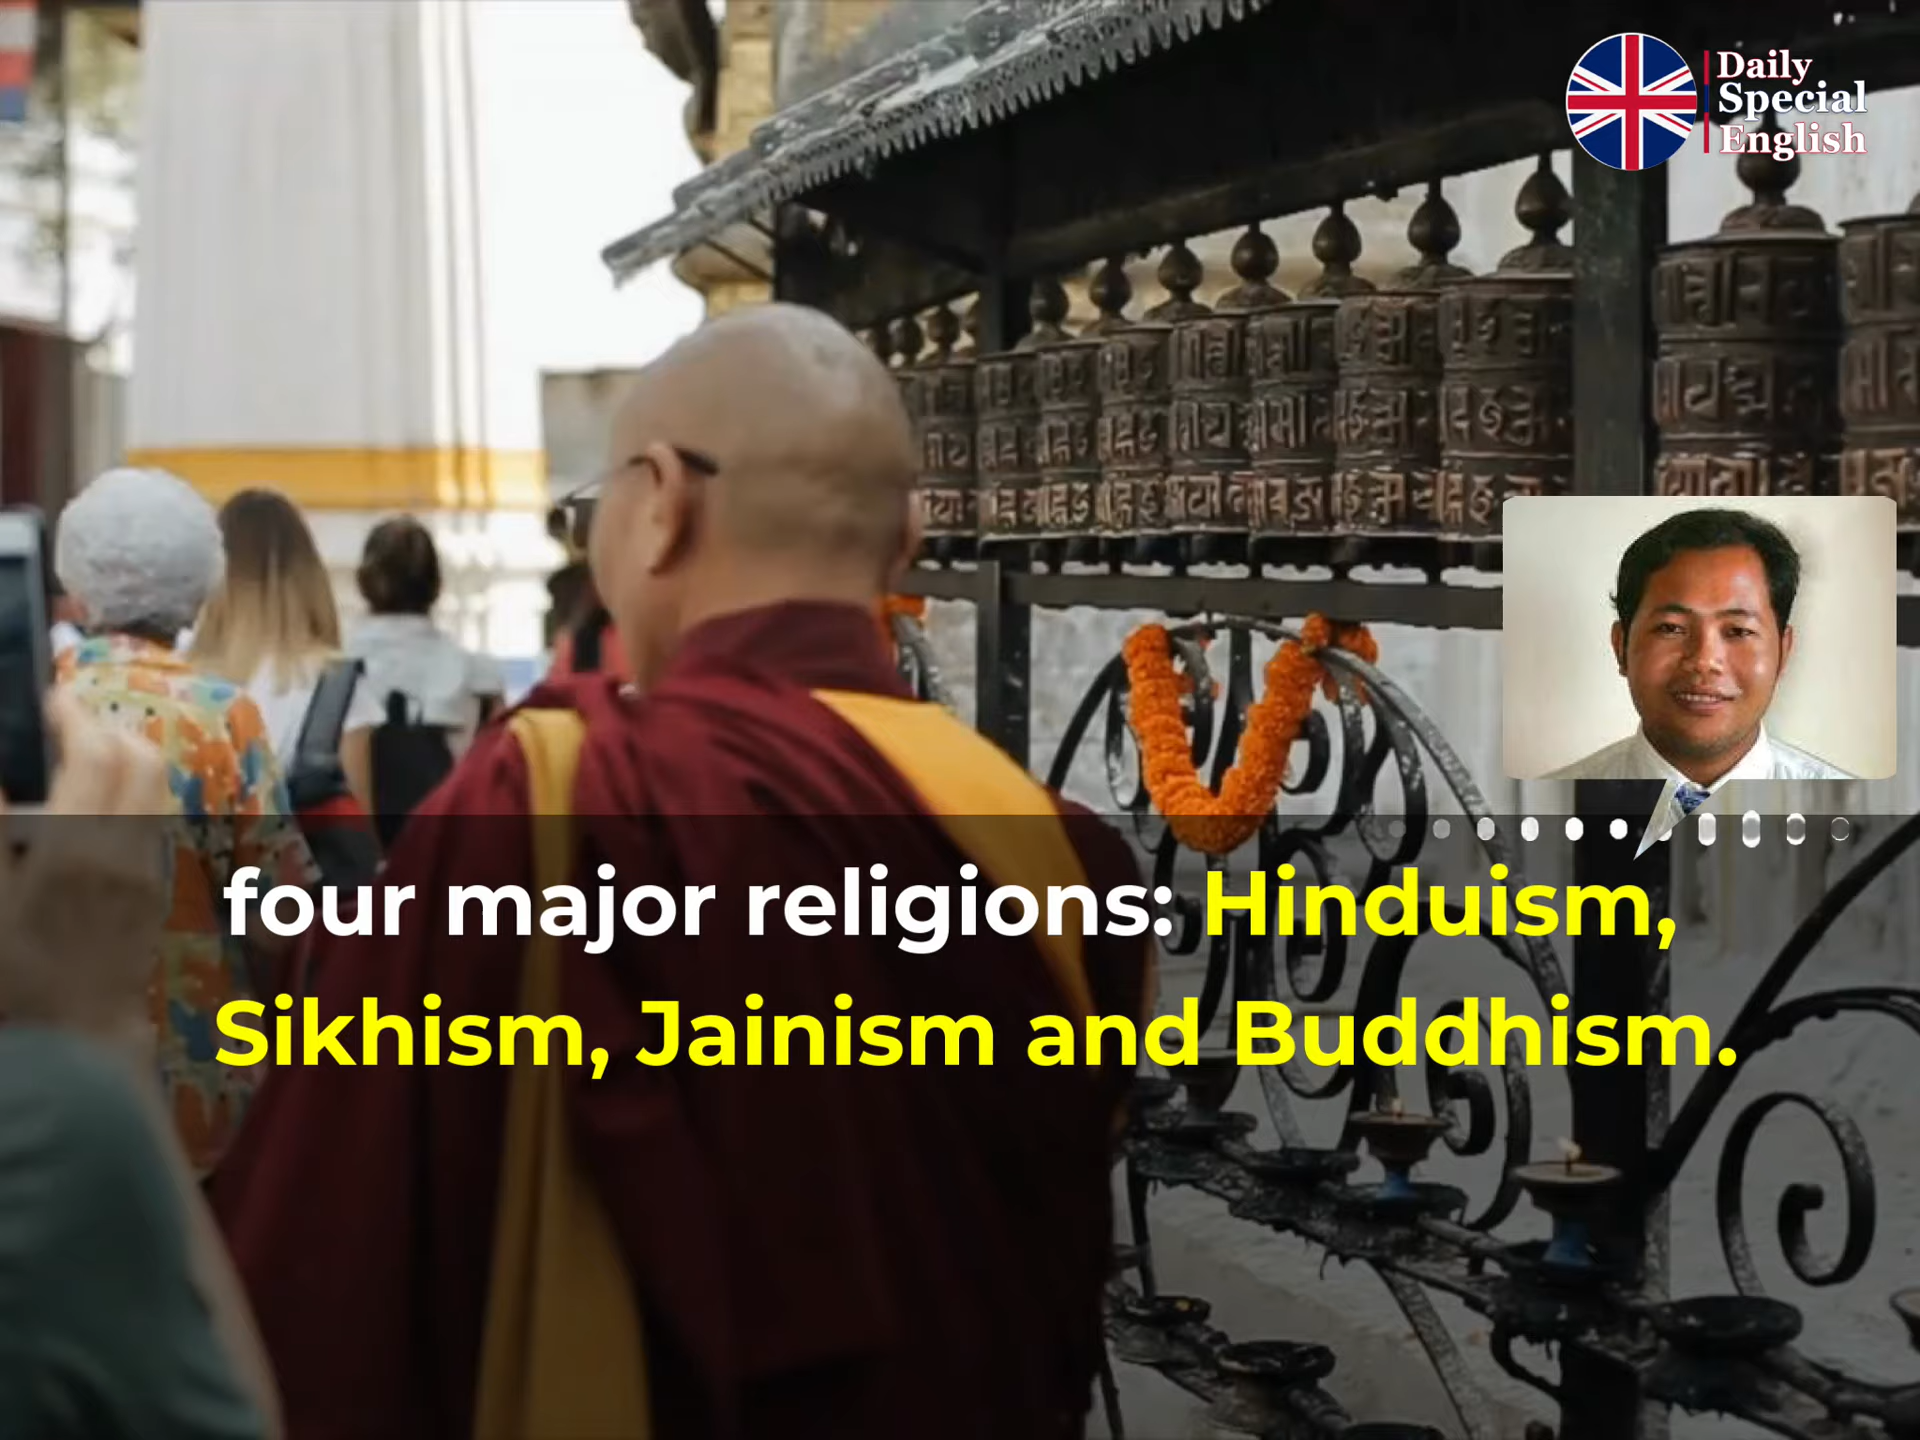 Daily
Special
English
four major religions: Hinduism,
Sikhism, Jainism and Buddhism.